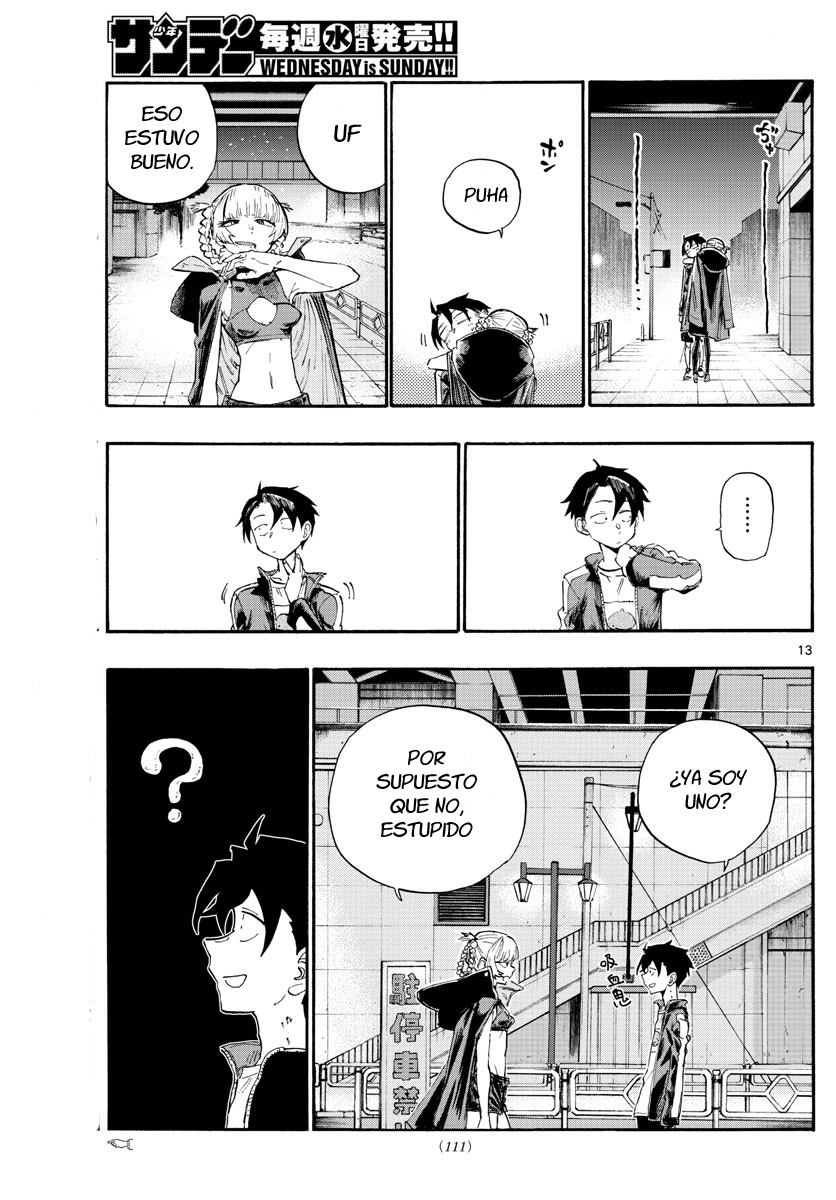 少年
サンデー 毎週水曜日発売!!
WEDNESDAY is SUNDAY!!
ぢゅ
ポン
PUHA
UF
ESO
ESTUVO
BUENO.
……
13
¿YA SOY
UNO?
吸血鬼
POR
SUPUESTO
QUE NO,
ESTUPIDO
駐停車禁
?
(111)